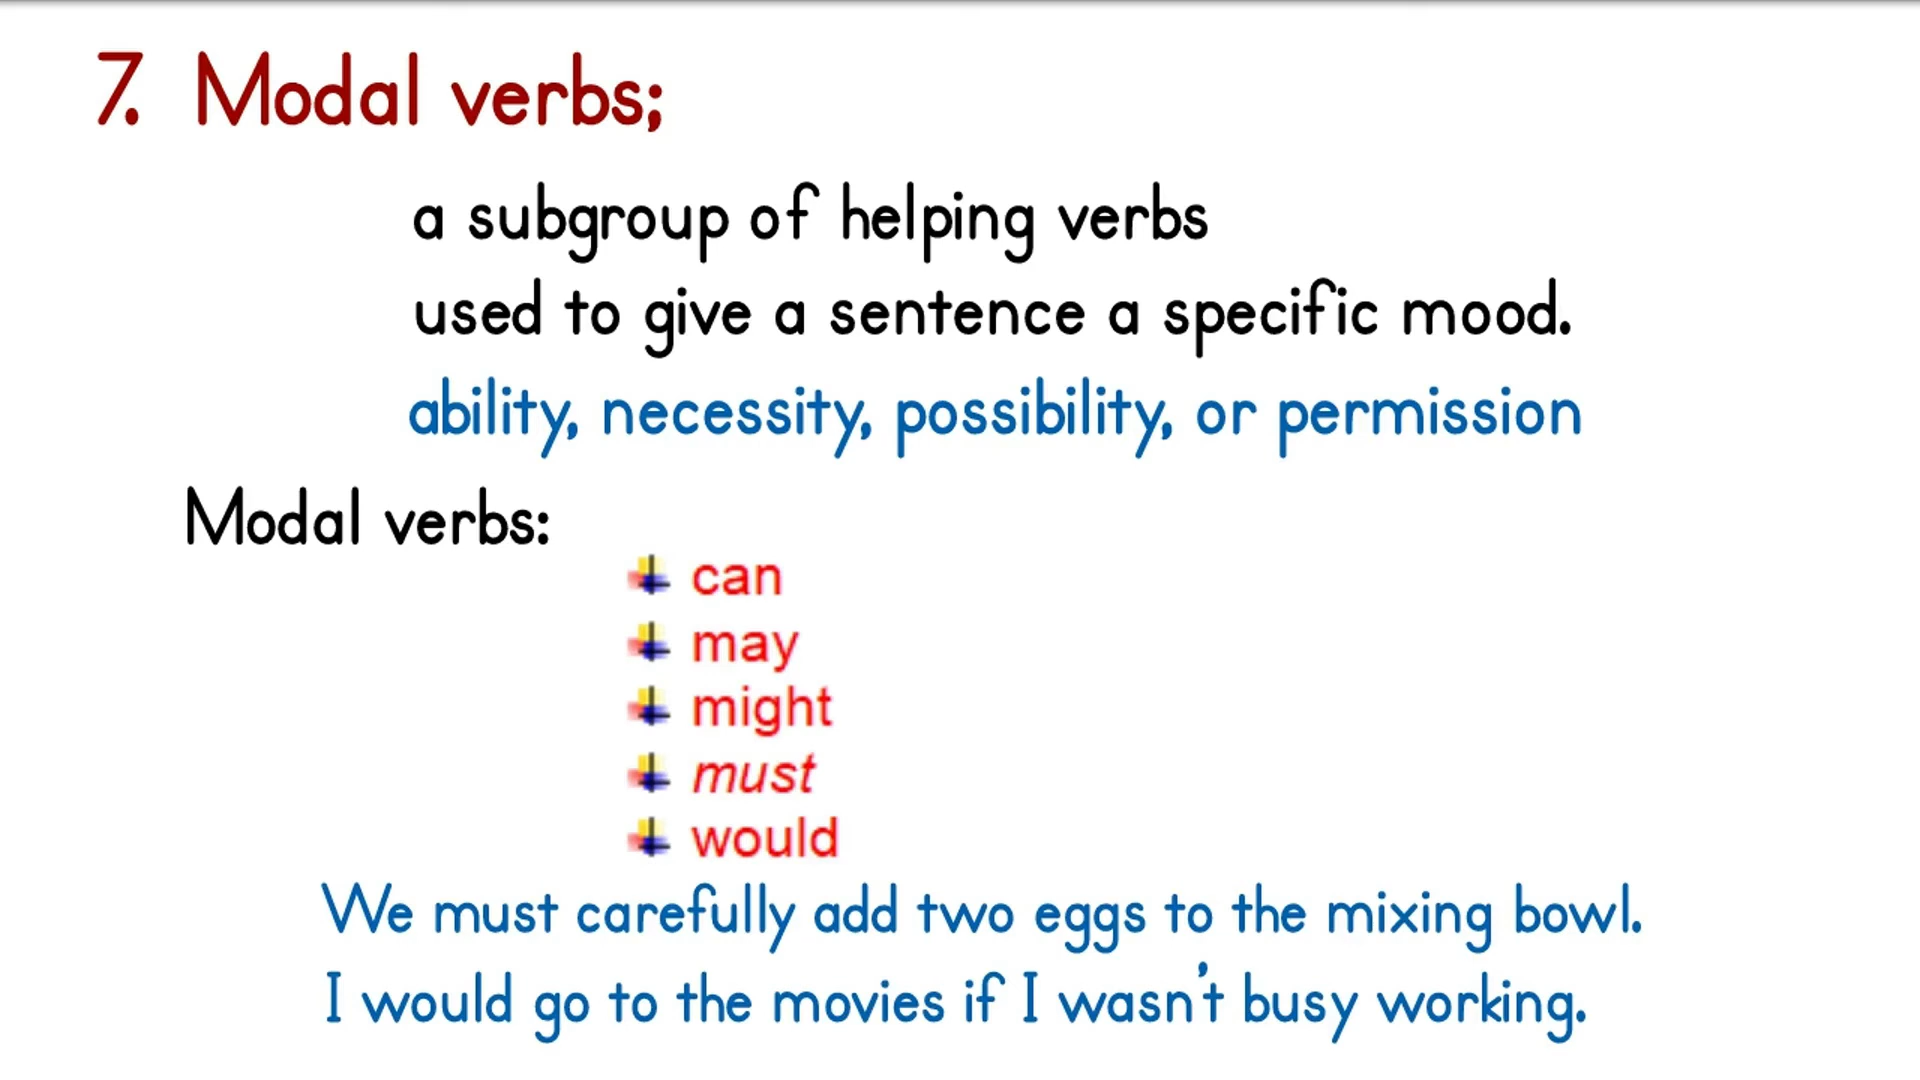 7. Modal verbs;
a subgroup of helping verbs
used to give a sentence a specific mood.
ability, necessity, possibility, or permission
Modal verbs:
can
may
might
must
would
We must carefully add two eggs to the mixing bowl.
I would go to the movies if I wasn't busy working.